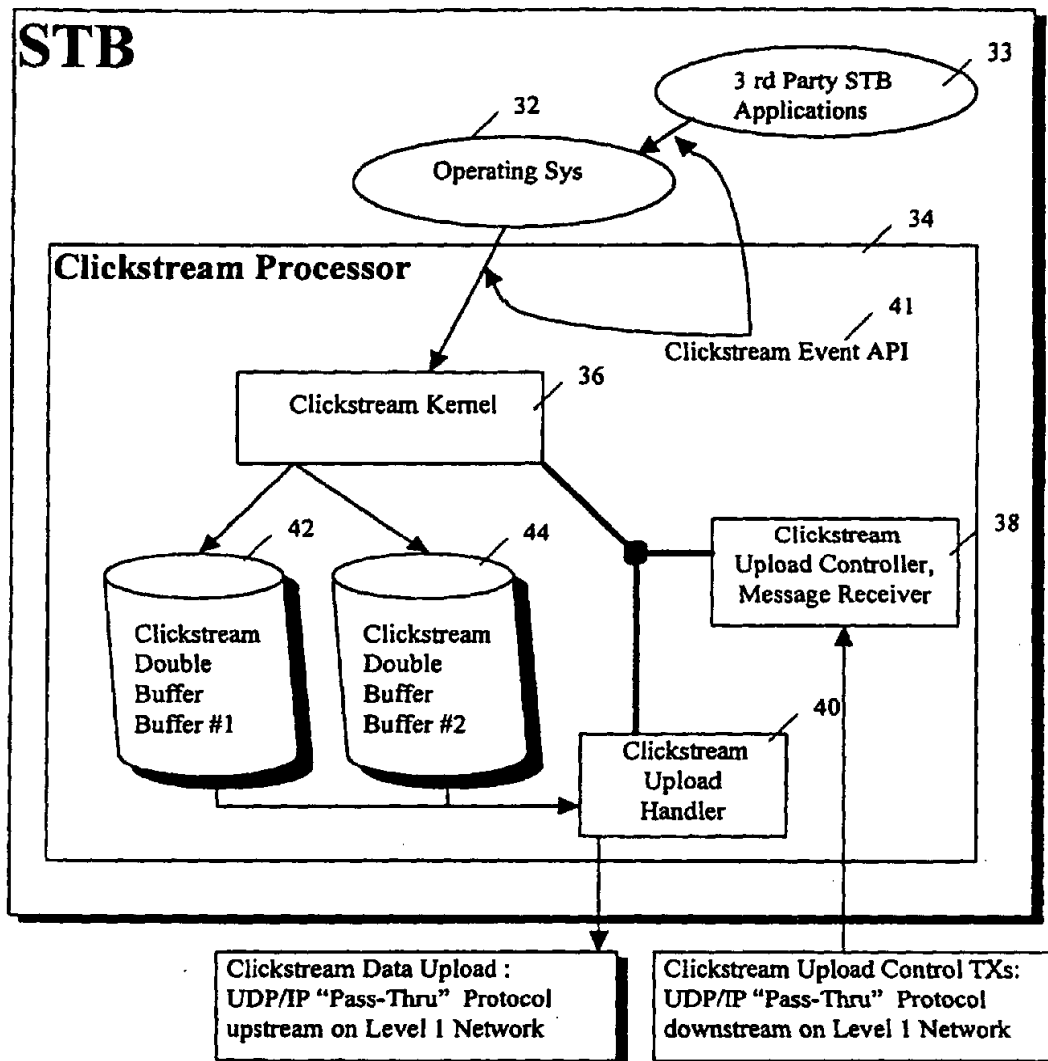 STB
33
3 rd Party STB
Applications
32
Operating Sys
34
Clickstream Processor
41
Clickstream Event API
36
Clickstream Kernel
42
44
38
Clickstream
Upload Controller,
Message Receiver
Clickstream
Double
Buffer
Buffer #1
Clickstream
Double
Buffer
Buffer #2
40
Clickstream
Upload
Handler
Clickstream Data Upload :
UDP/IP "Pass-Thru" Protocol
upstream on Level 1 Network
Clickstream Upload Control TXs:
UDP/IP "Pass-Thru" Protocol
downstream on Level 1 Network